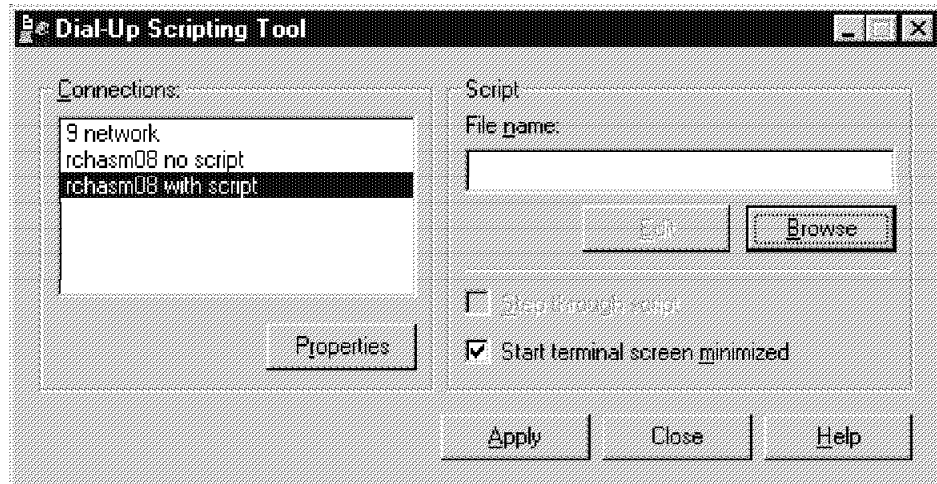 Dial-Up Scripting Tool
Connections:
9 network
rchasm08 no script
rchasm08 with script
Properties
Script
File name:
Edit
Browse
Step through script
Start terminal screen minimized
Apply
Close
Help